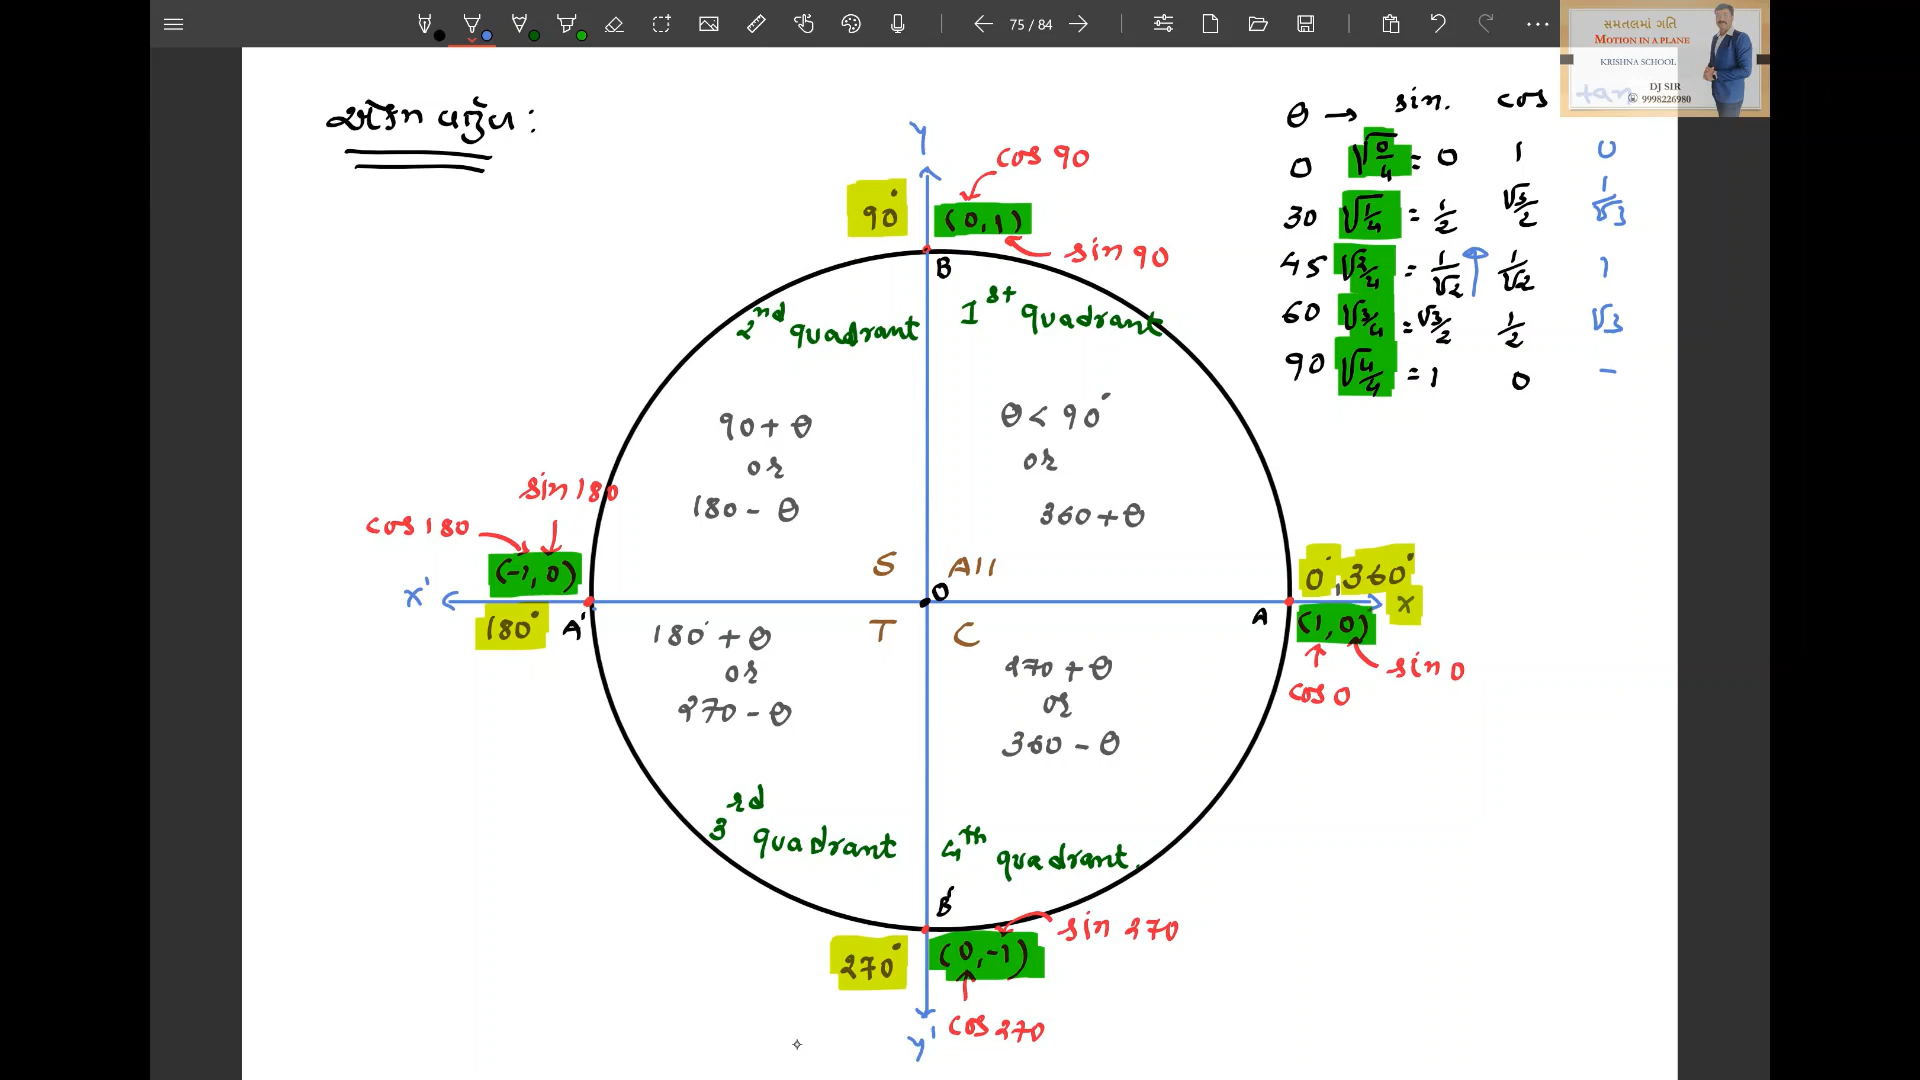 75 / 84
સમતલમાં ગતિ
MOTION IN A PLANE
KRISHNA SCHOOL
DJ SIR
9998226980
એકમ વર્તુળ :
θ → sin. cos tan
0 √0/4 = 0 1 0
30 √1/4 = 1/2 √3/2 1/√3
45 √2/4 = 1/√2 1/√2 1
60 √3/4 = √3/2 1/2 √3
90 √4/4 = 1 0 -
Y
cos 90
90° (0,1)
sin 90
B
2nd quadrant
1st quadrant
90 + θ
or
180 - θ
θ < 90°
or
360 + θ
sin 180
cos 180
(-1, 0)
S All
0°, 360°
X' O X
180° A'
T C
A (1, 0)
cos 0
sin 0
180° + θ
or
270 - θ
270 + θ
or
360 - θ
3rd quadrant
4th quadrant.
B'
sin 270
270° (0,-1)
Y' cos 270